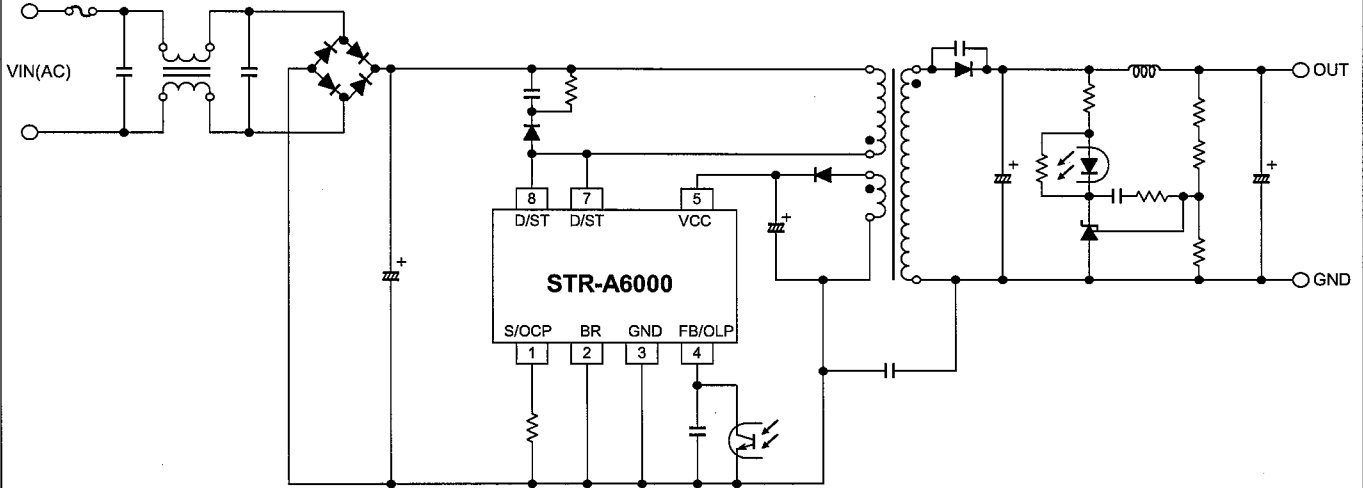 VIN(AC)
OUT
8
7
5
D/ST
D/ST
VCC
STR-A6000
S/OCP
BR
GND
FB/OLP
1
2
3
4
GND
+
+
+
+